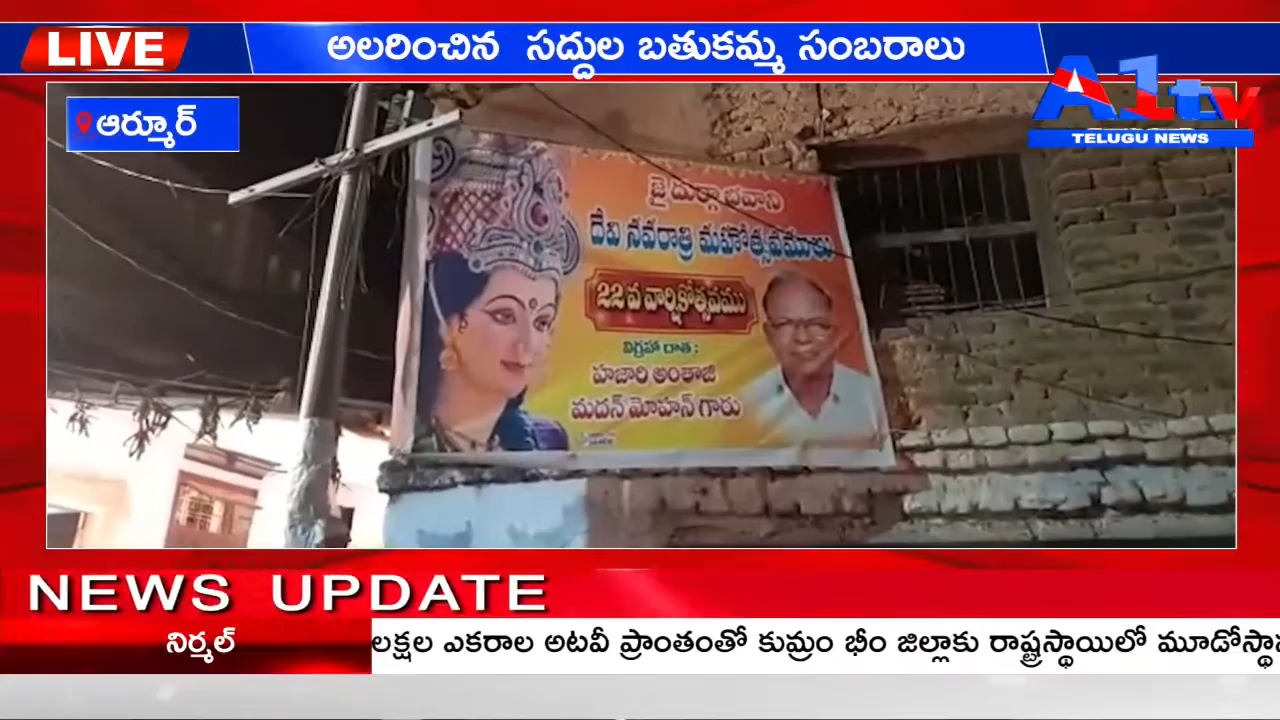 LIVE
అలరించిన సద్దుల బతుకమ్మ సంబరాలు
A1tv
TELUGU NEWS
ఆర్మూర్
జై దుర్గా భవాని
దేవి నవరాత్రి మహోత్సవమునకు
22వ వార్షికోత్సవము
విగ్రహ దాత :
హజారి అంతాజీ
మదన్ మోహన్ గారు
NEWS UPDATE
నిర్మల్
లక్షల ఎకరాల అటవీ ప్రాంతంతో కుమ్రం భీం జిల్లాకు రాష్ట్రస్థాయిలో